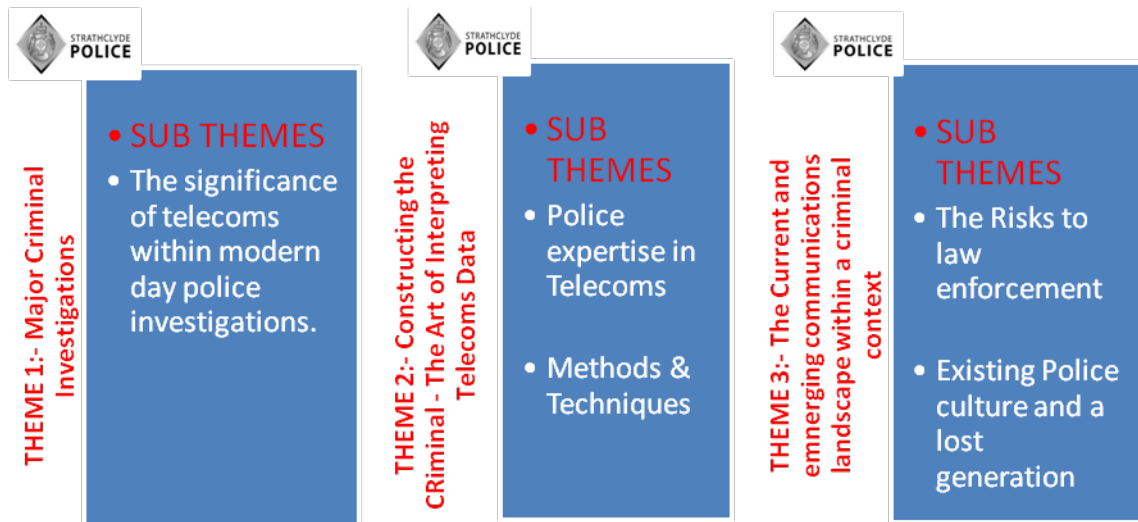 STRATHCLYDE
POLICE
THEME 1:- Major Criminal
Investigations
• SUB THEMES
• The significance
of telecoms
within modern
day police
investigations.
STRATHCLYDE
POLICE
THEME 2:- Constructing the
CRiminal - The Art of Interpreting
Telecoms Data
• SUB
THEMES
• Police
expertise in
Telecoms
• Methods &
Techniques
STRATHCLYDE
POLICE
THEME 3:- The Current and
emnerging communications
landscape within a criminal
context
• SUB
THEMES
• The Risks to
law
enforcement
• Existing Police
culture and a
lost
generation